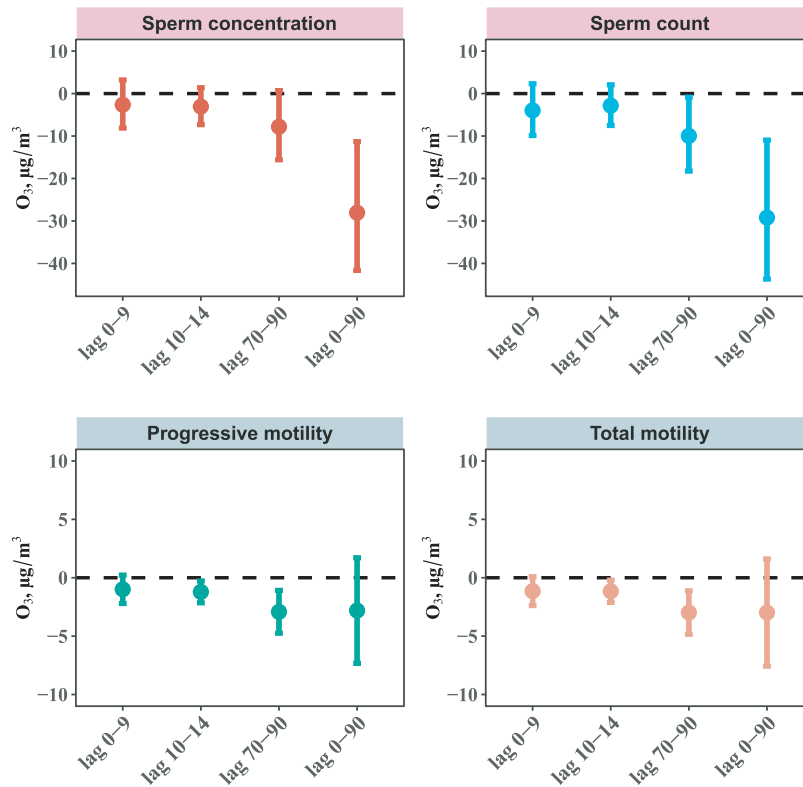 Sperm concentration
10
0
−10
−20
−30
−40
O₃, µg/m³
lag 0−9
lag 10−14
lag 70−90
lag 0−90
Sperm count
10
0
−10
−20
−30
−40
O₃, µg/m³
lag 0−9
lag 10−14
lag 70−90
lag 0−90
Progressive motility
10
5
0
−5
−10
O₃, µg/m³
lag 0−9
lag 10−14
lag 70−90
lag 0−90
Total motility
10
5
0
−5
−10
O₃, µg/m³
lag 0−9
lag 10−14
lag 70−90
lag 0−90